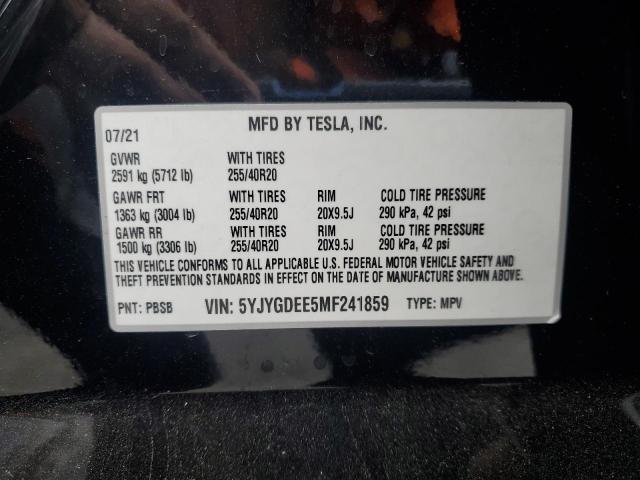 07/21 MFD BY TESLA, INC.
GVWR WITH TIRES
2591 kg (5712 lb) 255/40R20
GAWR FRT WITH TIRES RIM COLD TIRE PRESSURE
1363 kg (3004 lb) 255/40R20 20X9.5J 290 kPa, 42 psi
GAWR RR WITH TIRES RIM COLD TIRE PRESSURE
1500 kg (3306 lb) 255/40R20 20X9.5J 290 kPa, 42 psi
THIS VEHICLE CONFORMS TO ALL APPLICABLE U.S. FEDERAL MOTOR VEHICLE SAFETY AND
THEFT PREVENTION STANDARDS IN EFFECT ON THE DATE OF MANUFACTURE SHOWN ABOVE.
PNT: PBSB VIN: 5YJYGDEE5MF241859 TYPE: MPV